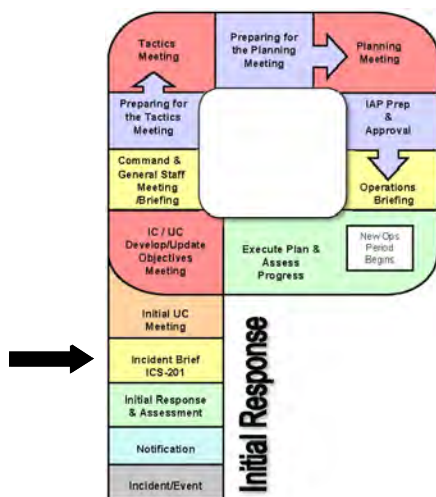 Tactics
Meeting
Preparing for
the Planning
Meeting
Planning
Meeting
Preparing for
the Tactics
Meeting
IAP Prep
&
Approval
Command &
General Staff
Meeting
/Briefing
Operations
Briefing
IC / UC
Develop/Update
Objectives
Meeting
Execute Plan &
Assess
Progress
New Ops
Period
Begins
Initial UC
Meeting
Incident Brief
ICS-201
Initial Response
& Assessment
Notification
Incident/Event
Initial Response